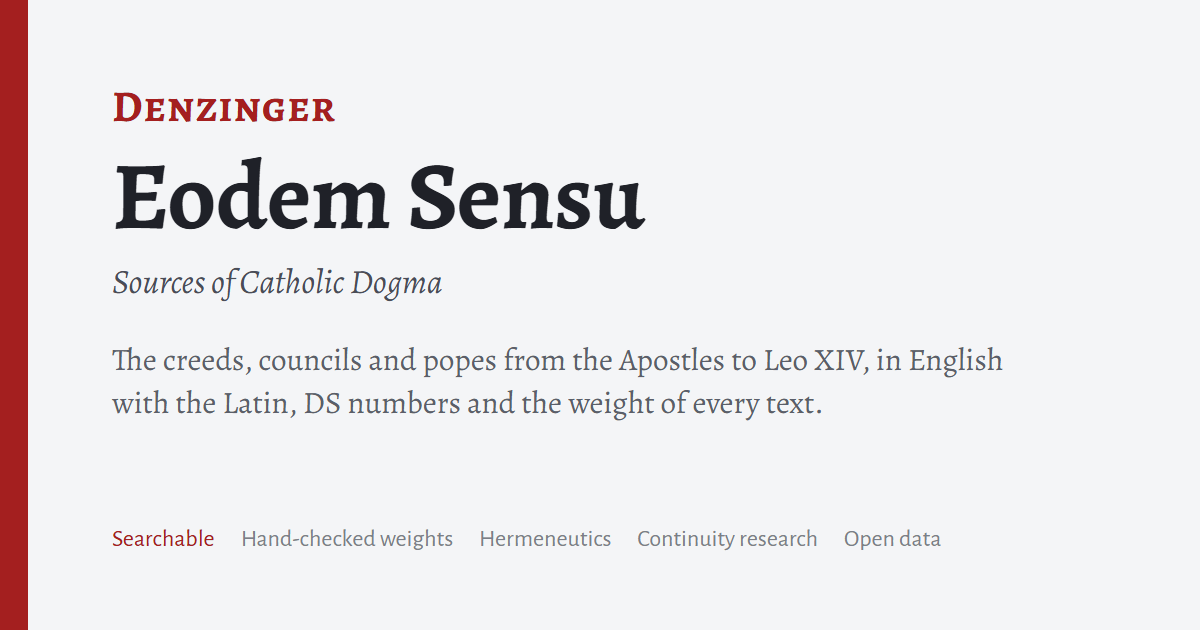 Denzinger
Eodem Sensu
Sources of Catholic Dogma
The creeds, councils and popes from the Apostles to Leo XIV, in English
with the Latin, DS numbers and the weight of every text.
Searchable Hand-checked weights Hermeneutics Continuity research Open data